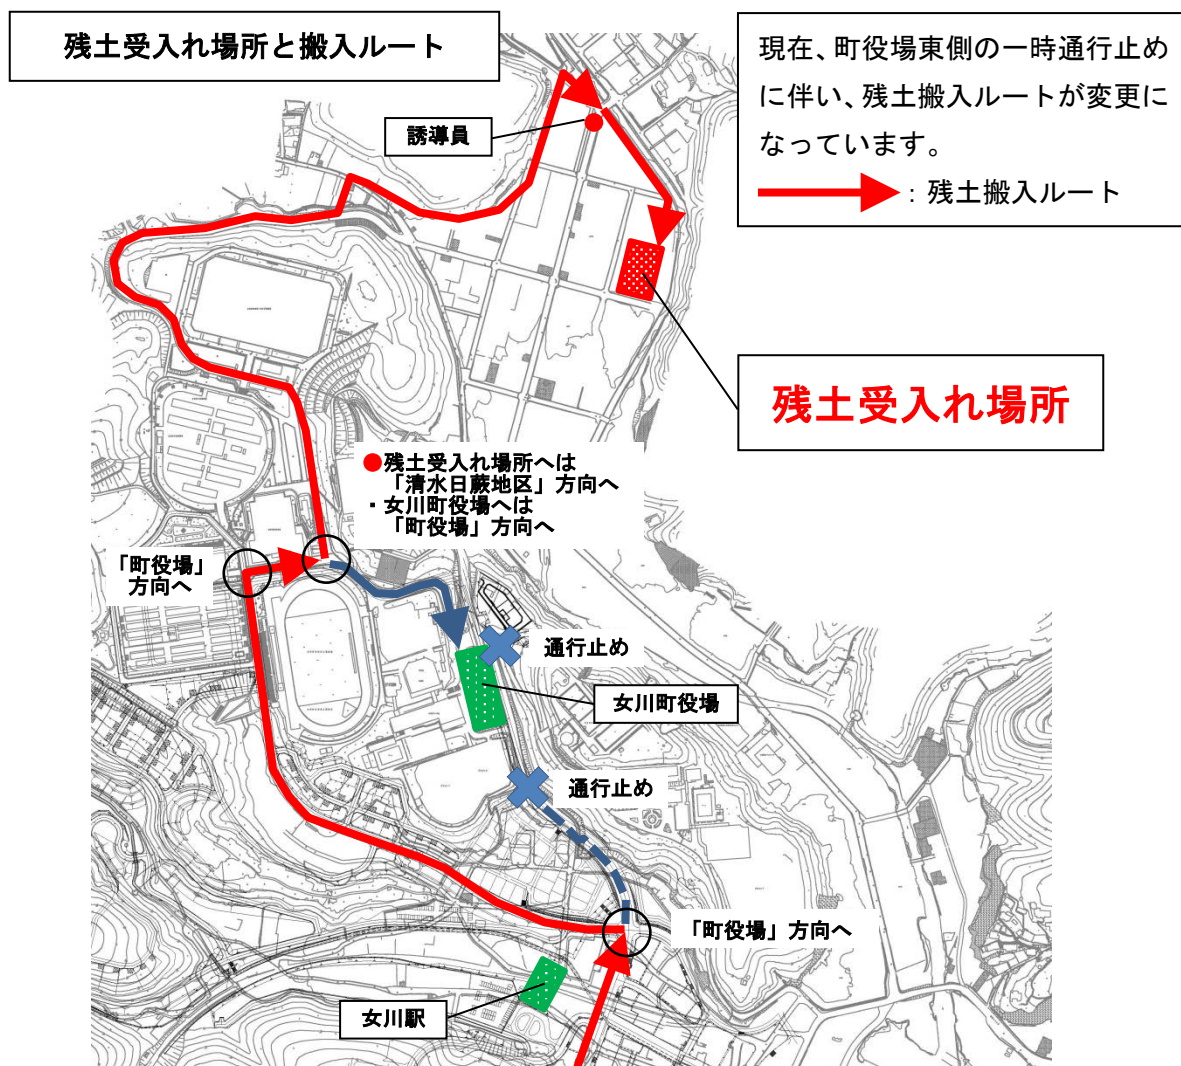 残土受入れ場所と搬入ルート
現在、町役場東側の一時通行止め
に伴い、残土搬入ルートが変更に
なっています。
：残土搬入ルート
誘導員
残土受入れ場所
●残土受入れ場所へは
「清水日蕨地区」方向へ
・女川町役場へは
「町役場」方向へ
「町役場」
方向へ
通行止め
女川町役場
通行止め
「町役場」方向へ
女川駅